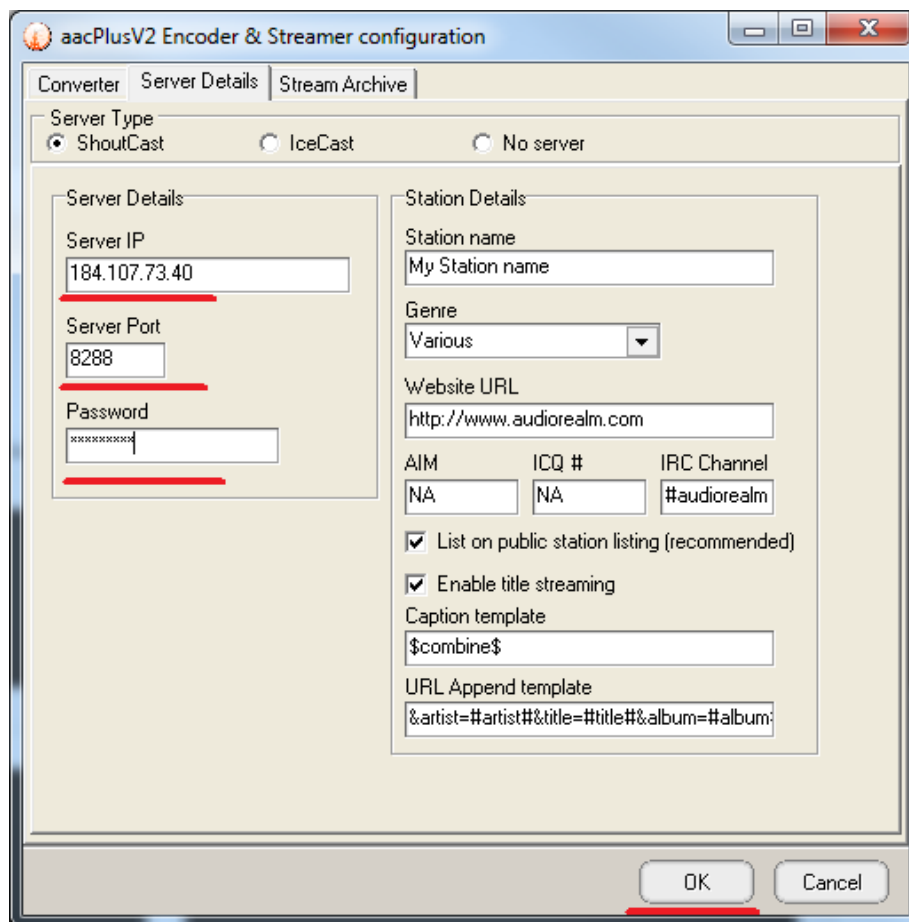 aacPlusV2 Encoder & Streamer configuration
Converter Server Details Stream Archive
Server Type
ShoutCast IceCast No server
Server Details
Server IP
184.107.73.40
Server Port
8288
Password
*********
Station Details
Station name
My Station name
Genre
Various
Website URL
http://www.audiorealm.com
AIM ICQ # IRC Channel
NA NA #audiorealm
List on public station listing (recommended)
Enable title streaming
Caption template
$combine$
URL Append template
&artist=#artist#&title=#title#&album=#album
OK Cancel